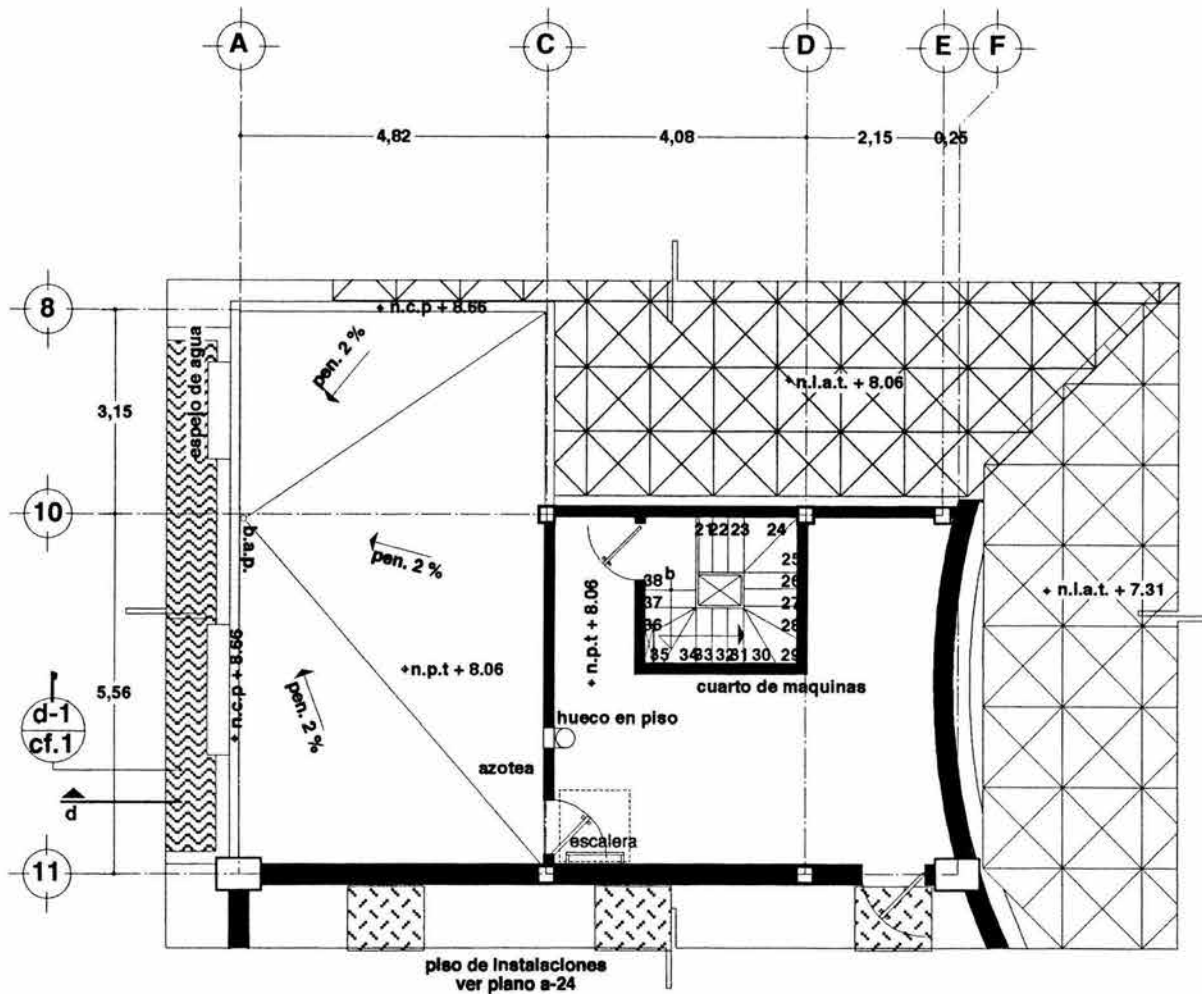 A
C
D
E
F
4,82
4,08
2,15
0,25
8
10
11
3,15
5,56
n.c.p + 8.66
pen. 2 %
espejo de agua
n.l.a.t. + 8.06
b.a.p.
pen. 2 %
21 22 23 24
25
26
27
28
29
30
31
32
33
34
35
36
37
38
b
n.p.t + 8.06
n.l.a.t. + 7.31
n.c.p + 8.66
n.p.t + 8.06
pen. 2 %
cuarto de maquinas
hueco en piso
azotea
escalera
d-1
cf.1
d
piso de instalaciones
ver plano a-24